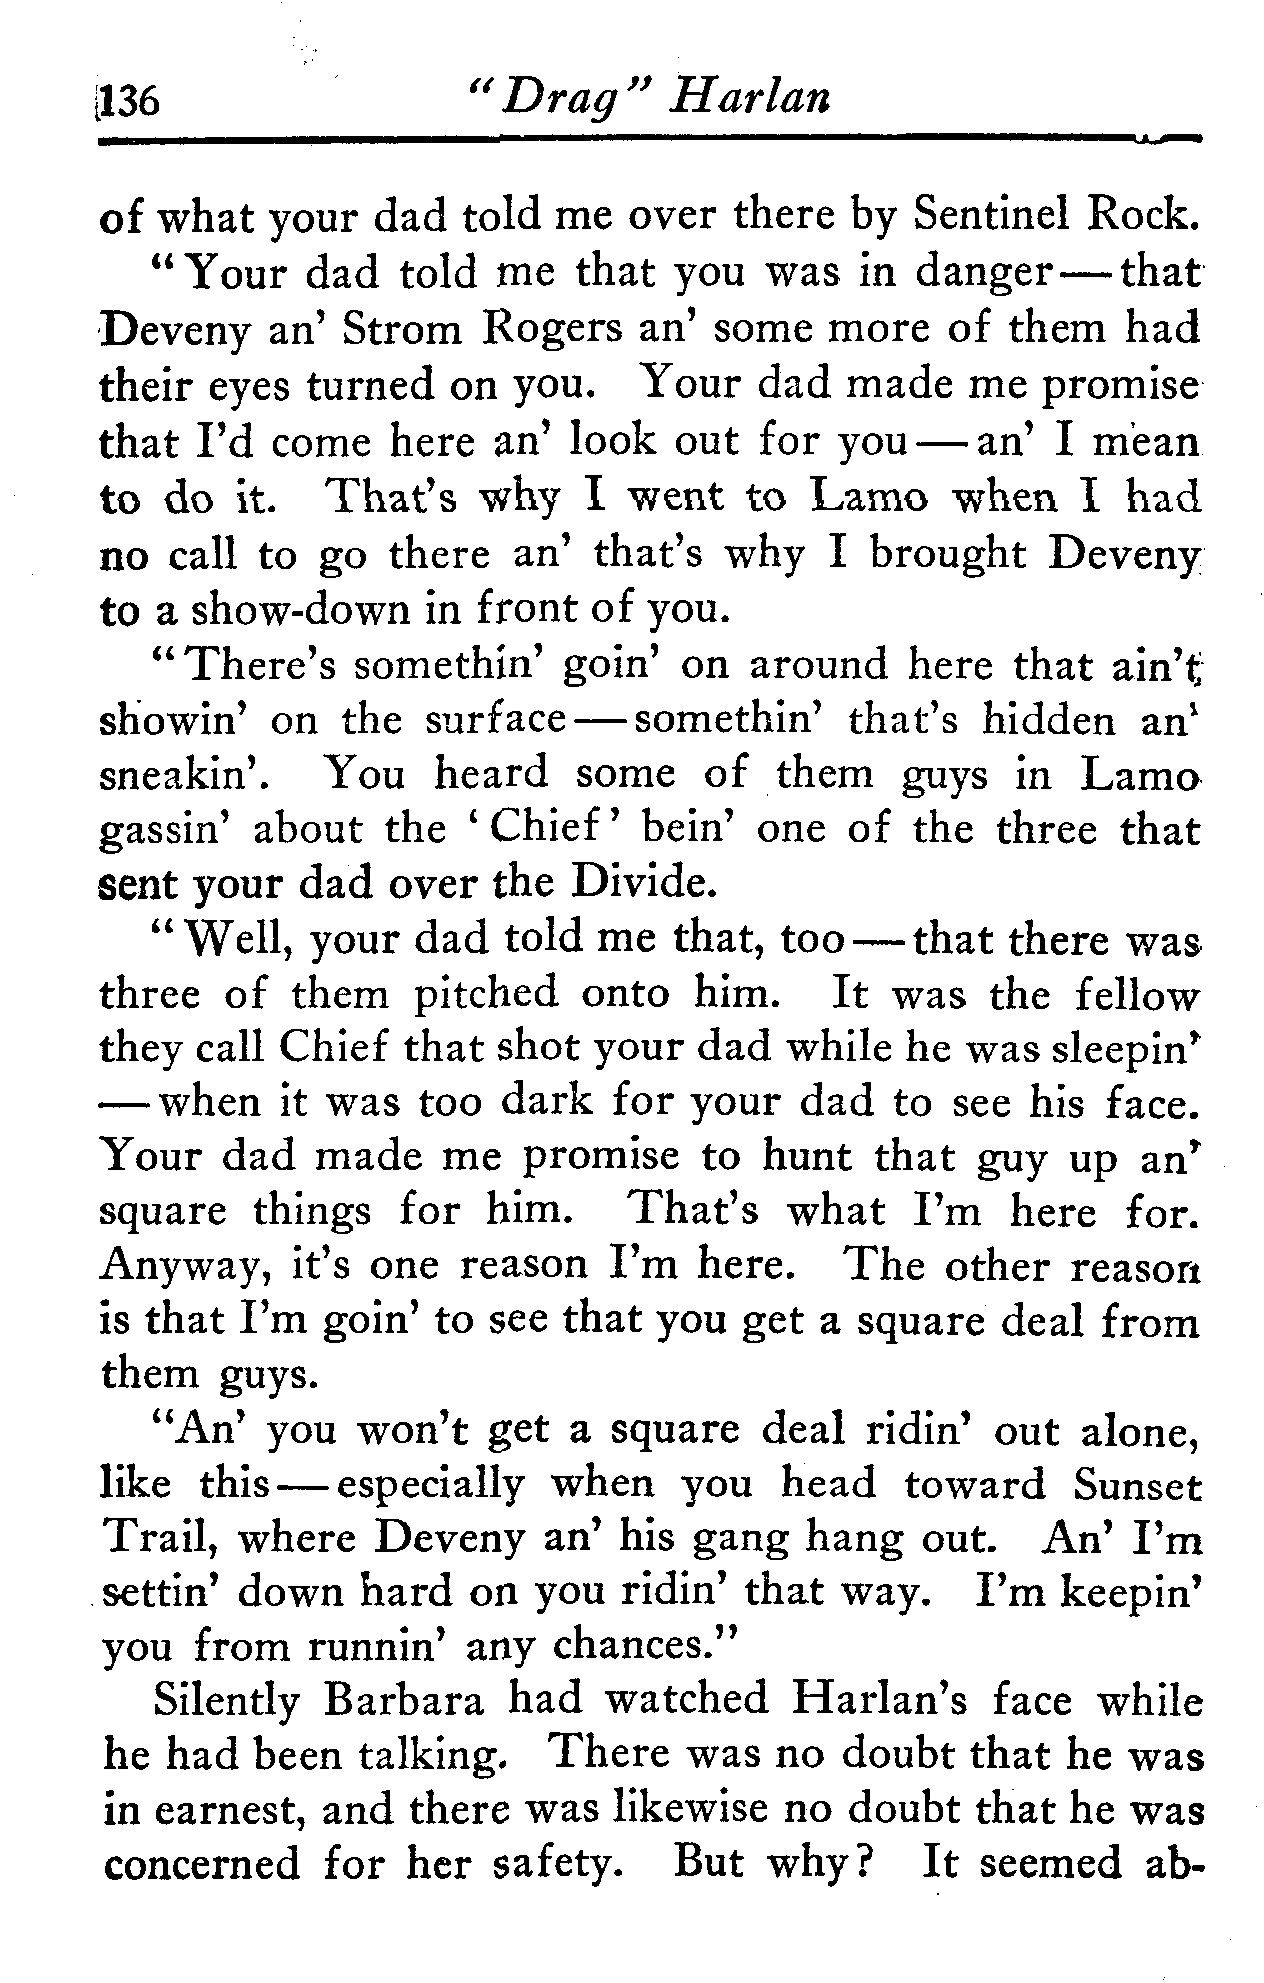 136 "Drag" Harlan
of what your dad told me over there by Sentinel Rock.
"Your dad told me that you was in danger—that
Deveny an' Strom Rogers an' some more of them had
their eyes turned on you. Your dad made me promise
that I'd come here an' look out for you—an' I mean
to do it. That's why I went to Lamo when I had
no call to go there an' that's why I brought Deveny
to a show-down in front of you.
"There's somethin' goin' on around here that ain't
showin' on the surface—somethin' that's hidden an'
sneakin'. You heard some of them guys in Lamo
gassin' about the 'Chief' bein' one of the three that
sent your dad over the Divide.
"Well, your dad told me that, too—that there was
three of them pitched onto him. It was the fellow
they call Chief that shot your dad while he was sleepin'
—when it was too dark for your dad to see his face.
Your dad made me promise to hunt that guy up an'
square things for him. That's what I'm here for.
Anyway, it's one reason I'm here. The other reason
is that I'm goin' to see that you get a square deal from
them guys.
"An' you won't get a square deal ridin' out alone,
like this—especially when you head toward Sunset
Trail, where Deveny an' his gang hang out. An' I'm
settin' down hard on you ridin' that way. I'm keepin'
you from runnin' any chances."
Silently Barbara had watched Harlan's face while
he had been talking. There was no doubt that he was
in earnest, and there was likewise no doubt that he was
concerned for her safety. But why? It seemed ab-